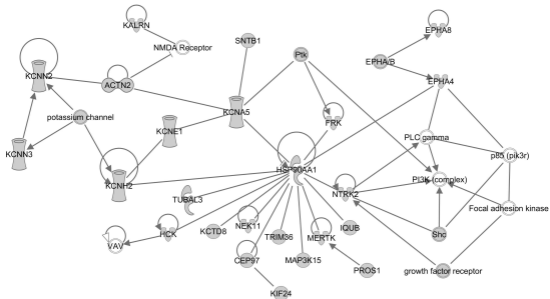 KALRN
EPHA8
NMDA Receptor
SNTB1
Ptk
EPHA/B
KCNN2
ACTN2
EPHA4
KCNA5
potassium channel
FRK
KCNE1
PLC gamma
KCNN3
p85 (pik3r)
HSP90AA1
KCNH2
PI3K (complex)
NTRK2
TUBAL3
Focal adhesion kinase
NEK11
IQUB
HCK
KCTD8
TRIM36
MERTK
Shc
VAV
CEP97
MAP3K15
PROS1
growth factor receptor
KIF24